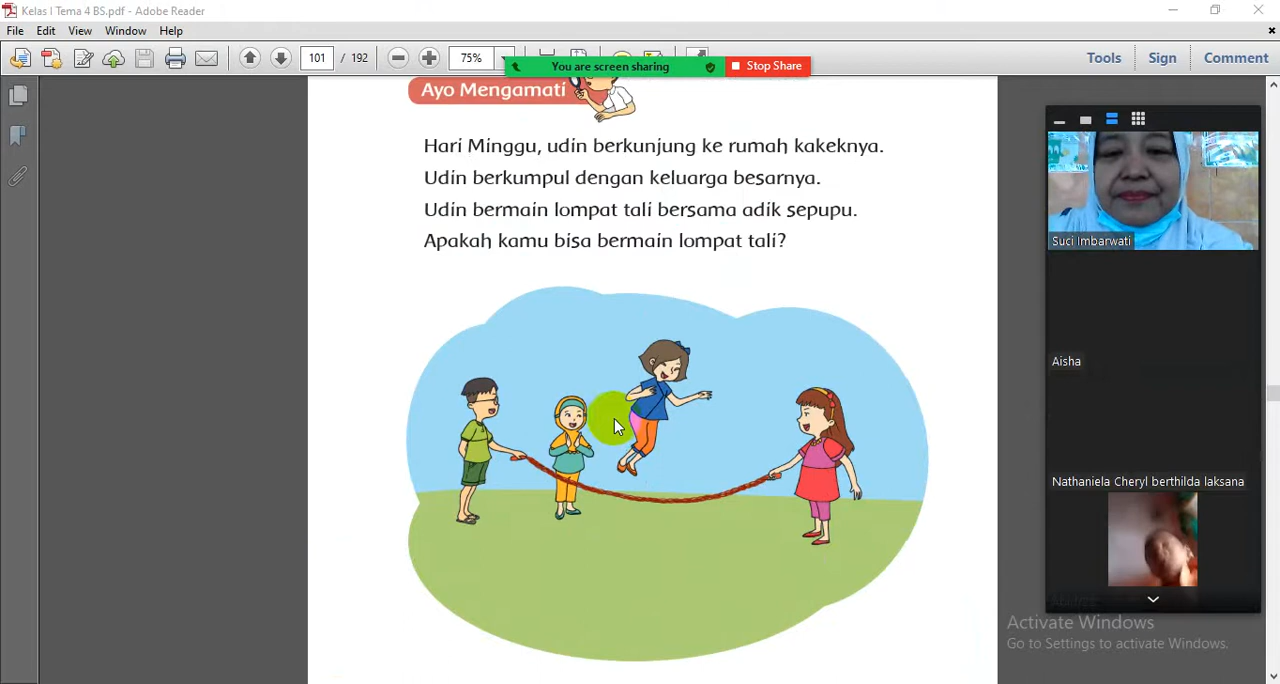 Kelas I Tema 4 BS.pdf - Adobe Reader
File Edit View Window Help
101 / 192 75% Tools Sign Comment
You are screen sharing Stop Share
Ayo Mengamati
Hari Minggu, udin berkunjung ke rumah kakeknya.
Udin berkumpul dengan keluarga besarnya.
Udin bermain lompat tali bersama adik sepupu.
Apakah kamu bisa bermain lompat tali?
Suci Imbarwati
Aisha
Nathaniela Cheryl berthilda laksana
Activate Windows
Go to Settings to activate Windows.